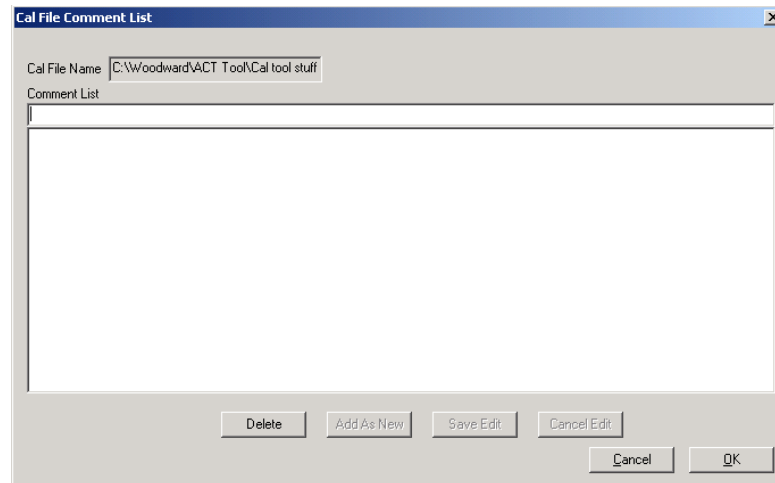 Cal File Comment List
Cal File Name C:\Woodward\ACT Tool\Cal tool stuff
Comment List
Delete Add As New Save Edit Cancel Edit
Cancel OK